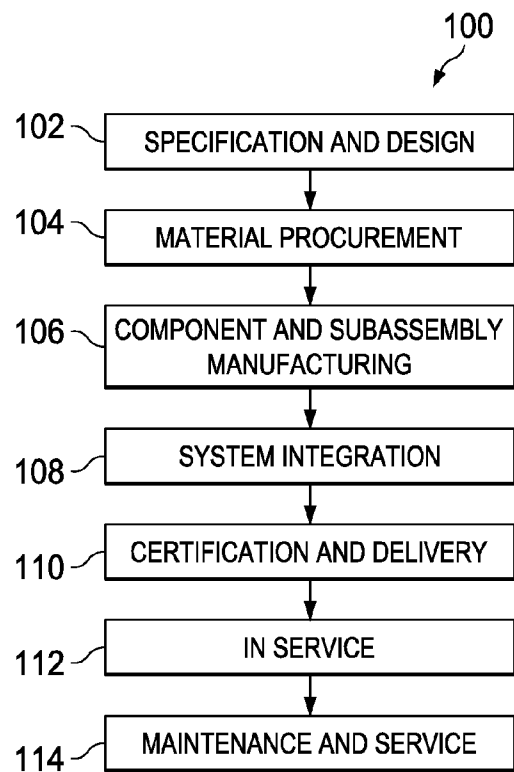 100
102
SPECIFICATION AND DESIGN
104
MATERIAL PROCUREMENT
106
COMPONENT AND SUBASSEMBLY
MANUFACTURING
108
SYSTEM INTEGRATION
110
CERTIFICATION AND DELIVERY
112
IN SERVICE
114
MAINTENANCE AND SERVICE